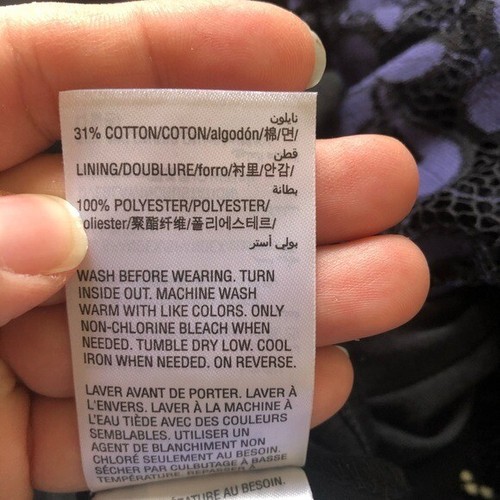 نايلون
31% COTTON/COTON/algodón/棉/면/
قطن
LINING/DOUBLURE/forro/衬里/안감/
بطانة
100% POLYESTER/POLYESTER/
oliester/聚酯纤维/폴리에스테르/
بولي أستر
WASH BEFORE WEARING. TURN
INSIDE OUT. MACHINE WASH
WARM WITH LIKE COLORS. ONLY
NON-CHLORINE BLEACH WHEN
NEEDED. TUMBLE DRY LOW. COOL
IRON WHEN NEEDED. ON REVERSE.
LAVER AVANT DE PORTER. LAVER À
L'ENVERS. LAVER À LA MACHINE À
L'EAU TIÈDE AVEC DES COULEURS
SEMBLABLES. UTILISER UN
AGENT DE BLANCHIMENT NON
CHLORÉ SEULEMENT AU BESOIN.
SÉCHER PAR CULBUTAGE À BASSE
TEMPÉRATURE. REPASSER À
ÉRATURE AU BESOIN.